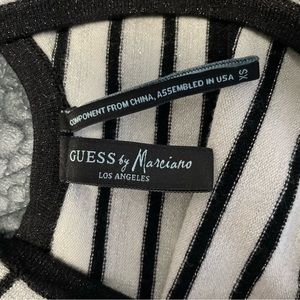 COMPONENT FROM CHINA, ASSEMBLED IN USA
XS
GUESS by Marciano
LOS ANGELES